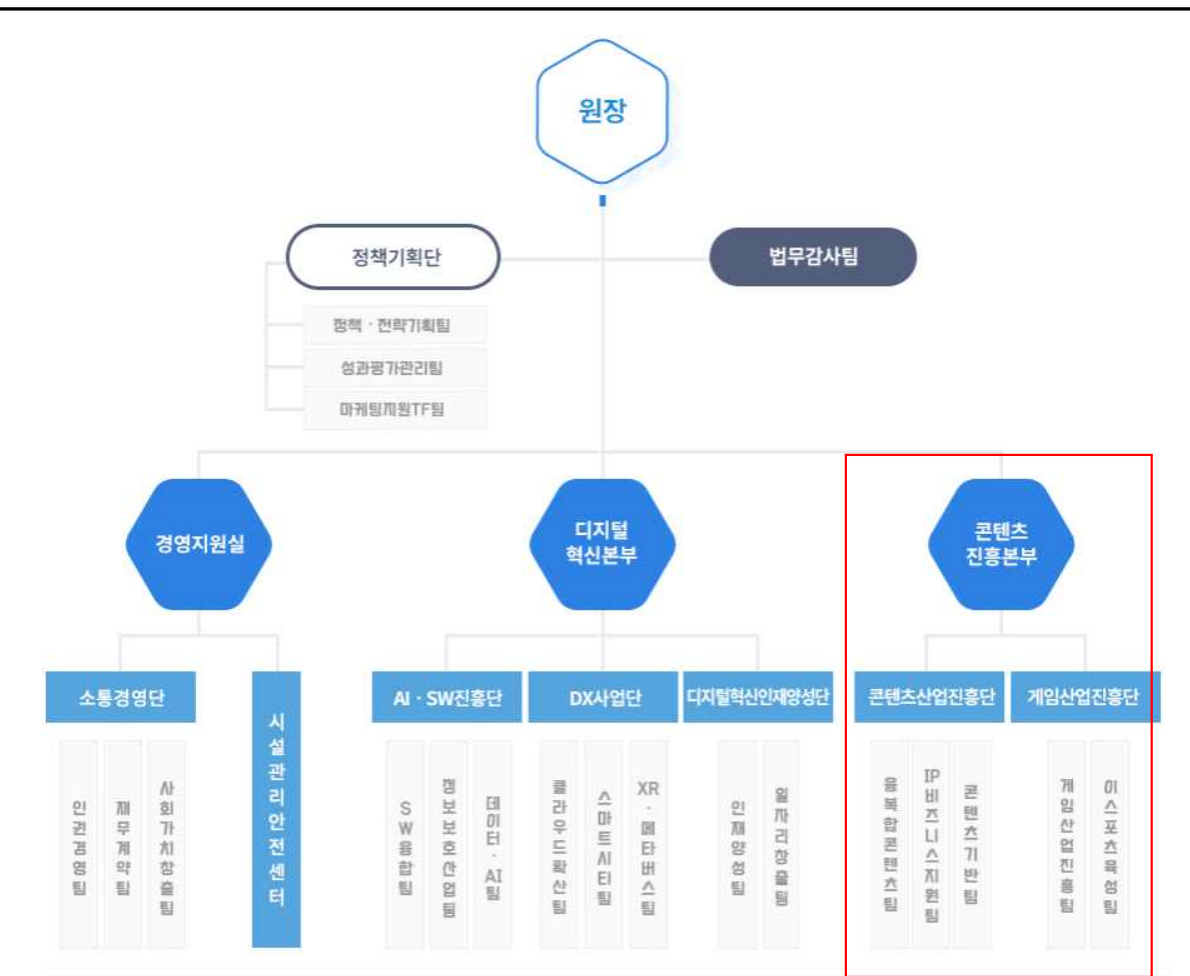 원장
정책기획단
법무감사팀
정책 · 전략기획팀
성과평가관리팀
마케팅지원TF팀
경영지원실
디지털
혁신본부
콘텐츠
진흥본부
소통경영단
시설관리안전센터
AI · SW진흥단
DX사업단
디지털혁신인재양성단
콘텐츠산업진흥단
게임산업진흥단
인권경영팀
재무계약팀
사회가치창출팀
SW융합팀
정보보호산업팀
데이터 · AI팀
클라우드확산팀
스마트시티팀
XR · 메타버스팀
인재양성팀
일자리창출팀
융복합콘텐츠팀
IP비즈니스지원팀
콘텐츠기반팀
게임산업진흥팀
이스포츠육성팀